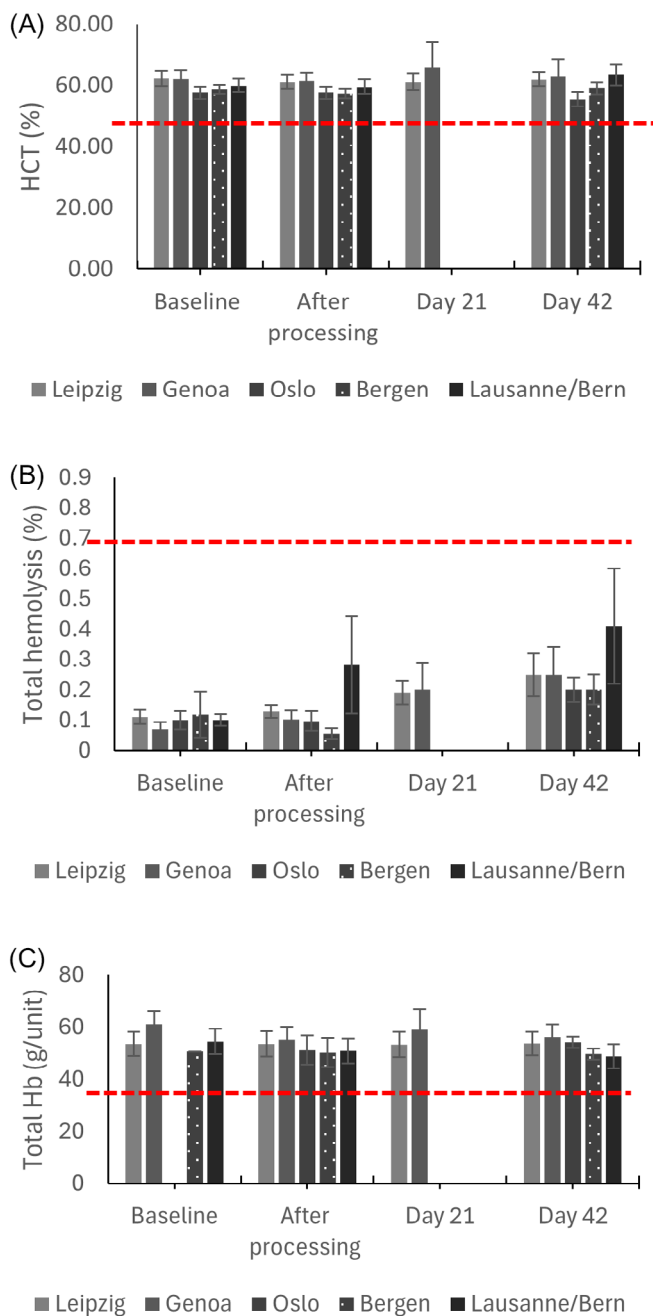 (A)
HCT (%)
80.00
60.00
40.00
20.00
0.00
Baseline After processing Day 21 Day 42
Leipzig Genoa Oslo Bergen Lausanne/Bern
(B)
Total hemolysis (%)
0.9
0.8
0.7
0.6
0.5
0.4
0.3
0.2
0.1
0
Baseline After processing Day 21 Day 42
Leipzig Genoa Oslo Bergen Lausanne/Bern
(C)
Total Hb (g/unit)
80
60
40
20
0
Baseline After processing Day 21 Day 42
Leipzig Genoa Oslo Bergen Lausanne/Bern